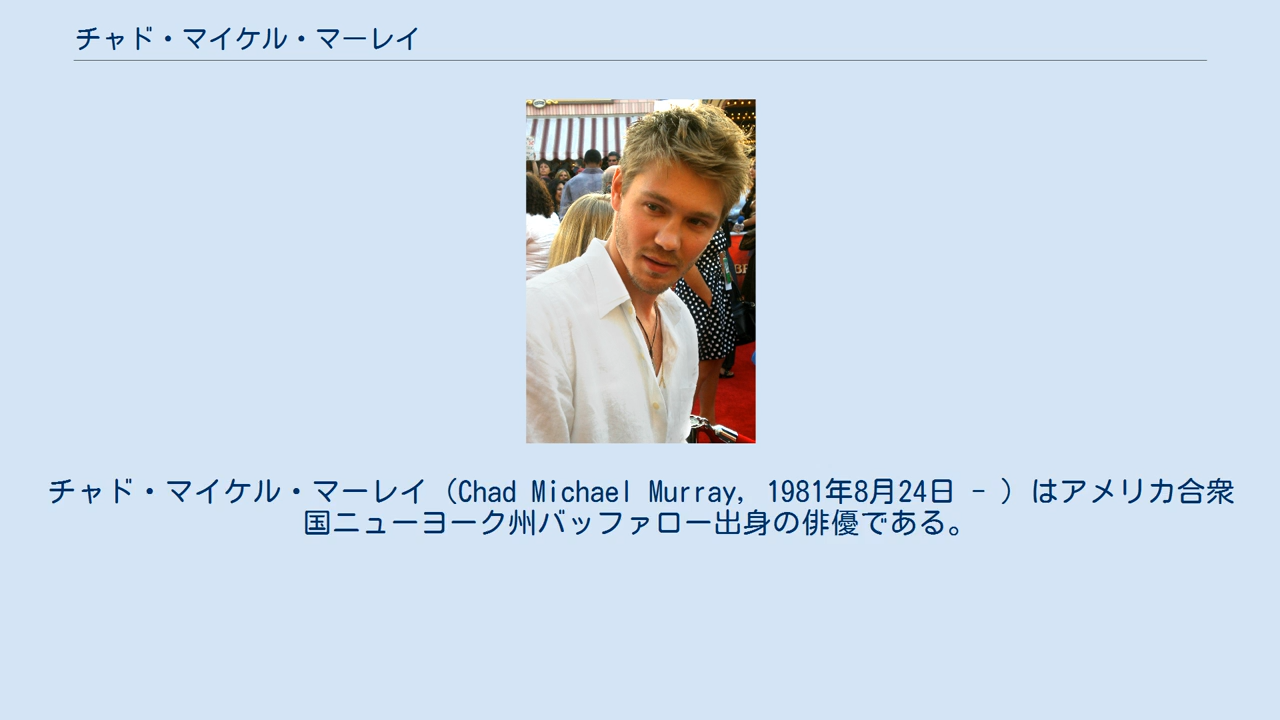 チャド・マイケル・マーレイ
チャド・マイケル・マーレイ（Chad Michael Murray, 1981年8月24日 - ）はアメリカ合衆
国ニューヨーク州バッファロー出身の俳優である。